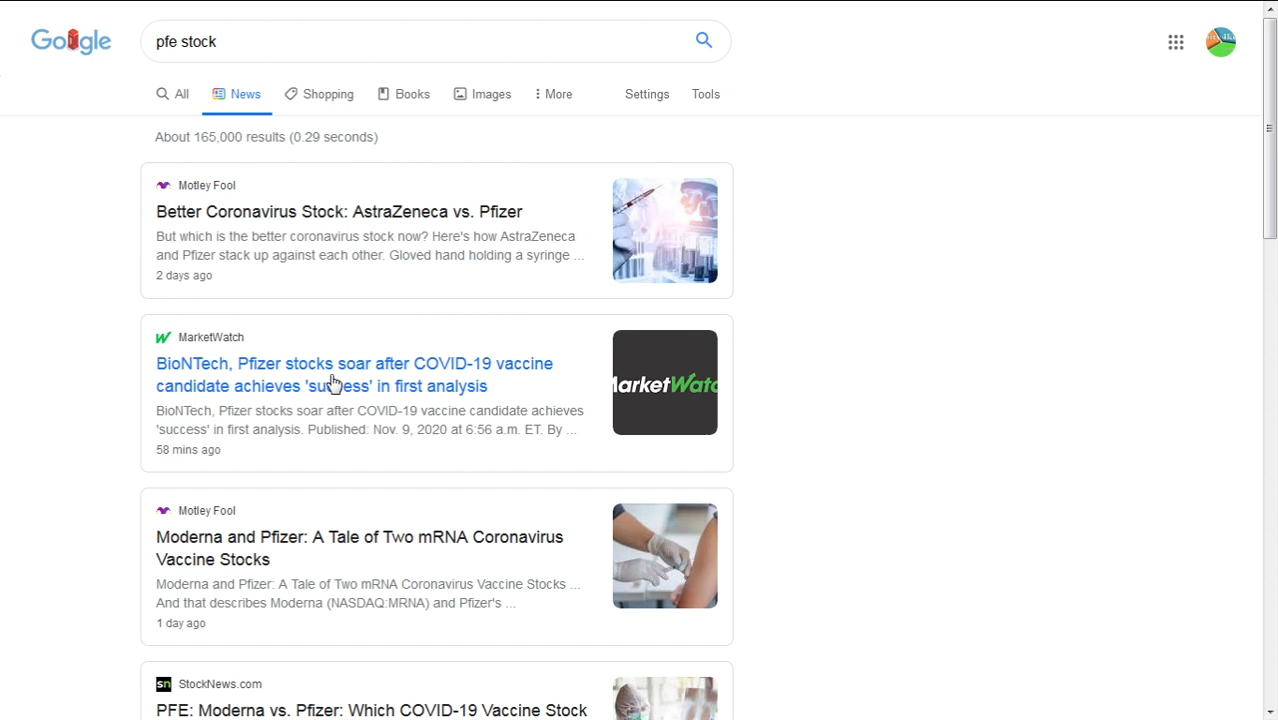 Google
pfe stock
All News Shopping Books Images More Settings Tools
About 165,000 results (0.29 seconds)
Motley Fool
Better Coronavirus Stock: AstraZeneca vs. Pfizer
But which is the better coronavirus stock now? Here's how AstraZeneca
and Pfizer stack up against each other. Gloved hand holding a syringe ...
2 days ago
MarketWatch
BioNTech, Pfizer stocks soar after COVID-19 vaccine
candidate achieves 'success' in first analysis
MarketWatc
BioNTech, Pfizer stocks soar after COVID-19 vaccine candidate achieves
'success' in first analysis. Published: Nov. 9, 2020 at 6:56 a.m. ET. By ...
58 mins ago
Motley Fool
Moderna and Pfizer: A Tale of Two mRNA Coronavirus
Vaccine Stocks
Moderna and Pfizer: A Tale of Two mRNA Coronavirus Vaccine Stocks ...
And that describes Moderna (NASDAQ:MRNA) and Pfizer's ...
1 day ago
sn StockNews.com
PFE: Moderna vs. Pfizer: Which COVID-19 Vaccine Stock